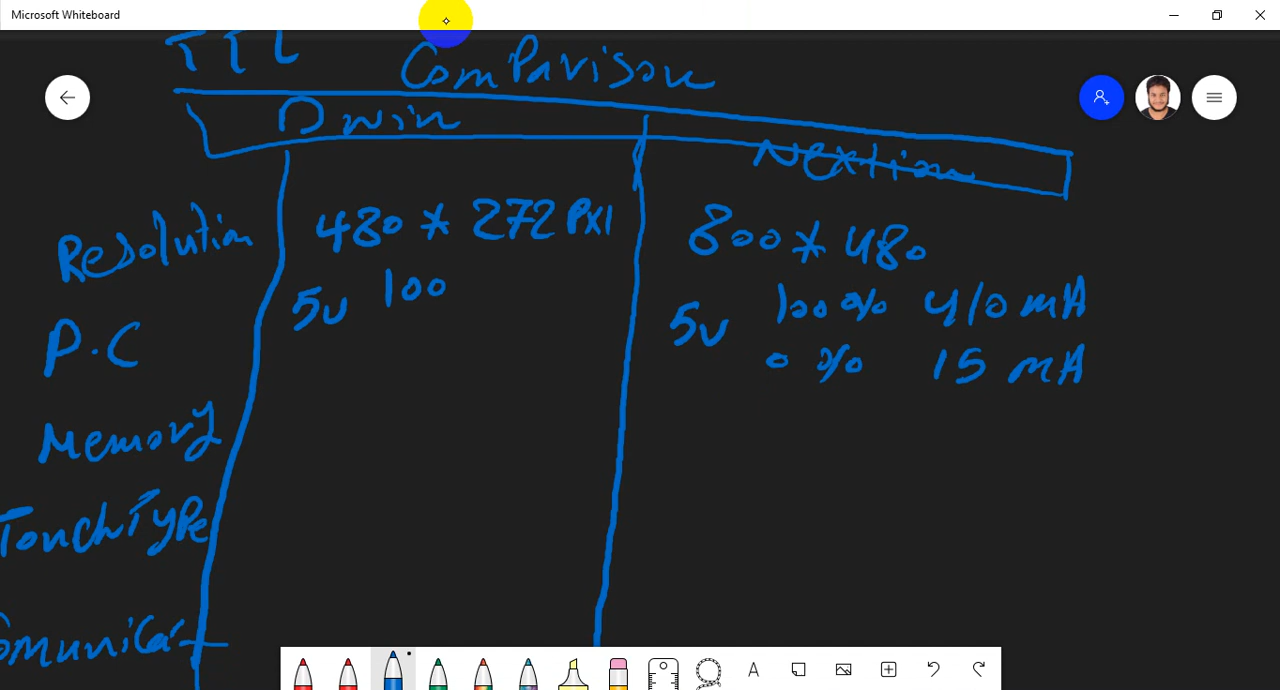 Microsoft Whiteboard
TTL Comparison
Dwin Nextion
Resolution 480 * 272 PXl 800 * 480
P.C 5v 100 5v 100% 410 mA
0% 15 mA
Memory
TouchType
omunicat
A